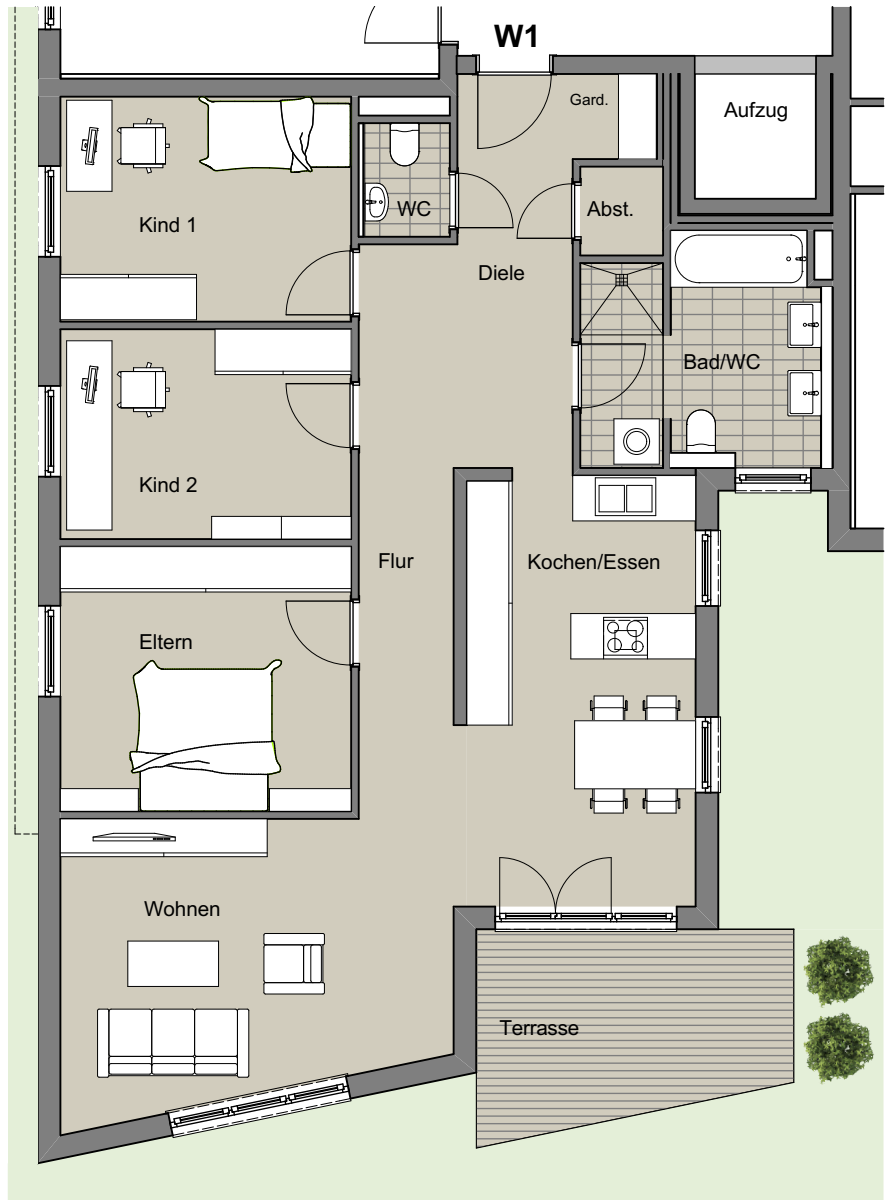 W1
Gard.
Aufzug
Kind 1
WC
Abst.
Diele
Bad/WC
Kind 2
Flur
Kochen/Essen
Eltern
Wohnen
Terrasse